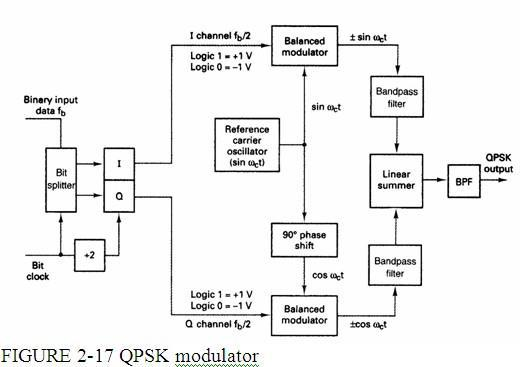 I channel fb/2
Logic 1 = +1 V
Logic 0 = −1 V
Balanced
modulator
± sin ωct
Binary input
data fb
sin ωct
Bandpass
filter
Reference
carrier
oscillator
(sin ωct)
Bit
splitter
I
Q
Linear
summer
BPF
QPSK
output
Bit
clock
÷2
90° phase
shift
cos ωct
Bandpass
filter
Logic 1 = +1 V
Logic 0 = −1 V
Q channel fb/2
Balanced
modulator
±cos ωct
FIGURE 2-17 QPSK modulator